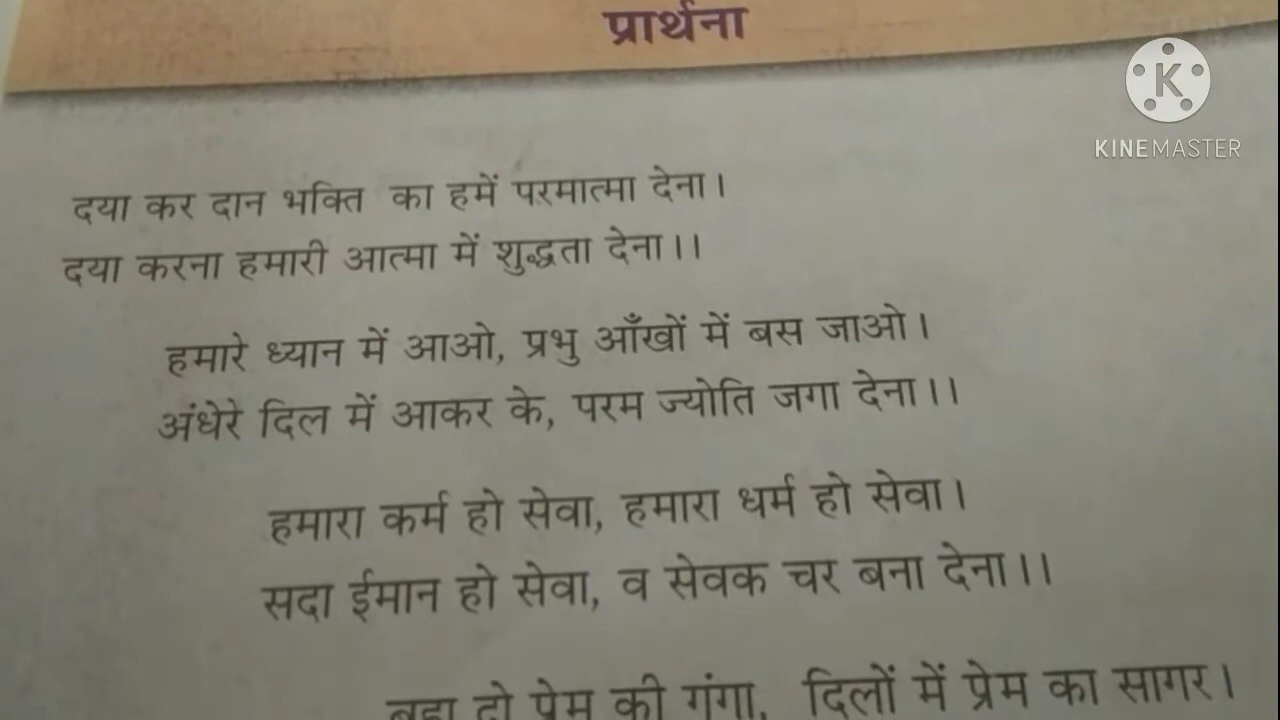 प्रार्थना
KINEMASTER
दया कर दान भक्ति का हमें परमात्मा देना।
दया करना हमारी आत्मा में शुद्धता देना।।
हमारे ध्यान में आओ, प्रभु आँखों में बस जाओ।
अंधेरे दिल में आकर के, परम ज्योति जगा देना।।
हमारा कर्म हो सेवा, हमारा धर्म हो सेवा।
सदा ईमान हो सेवा, व सेवक चर बना देना।।
बहा दो प्रेम की गंगा, दिलों में प्रेम का सागर।